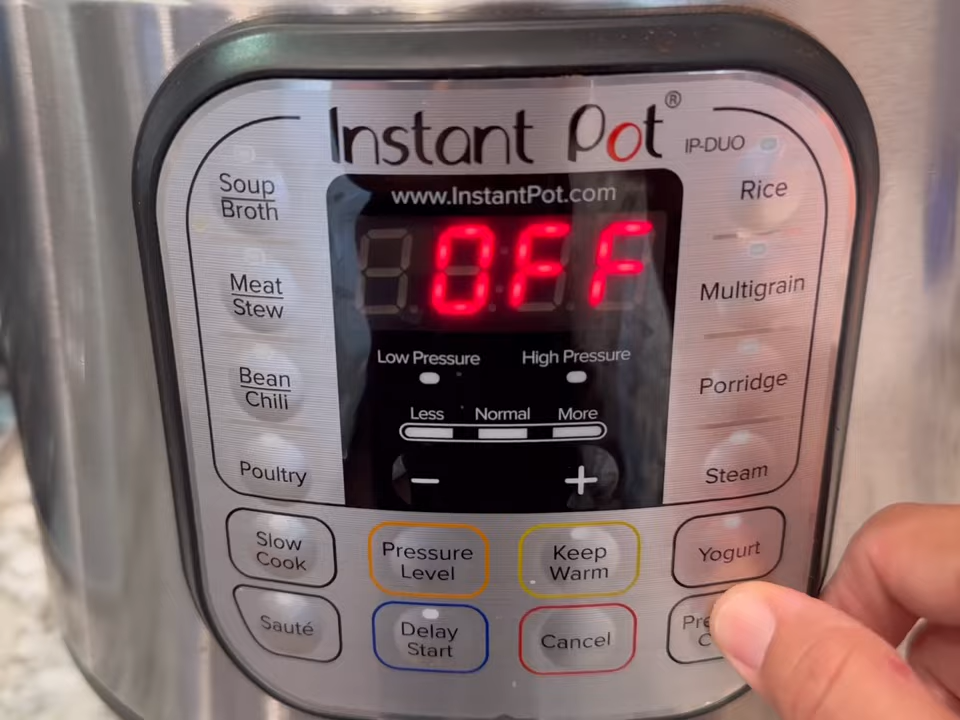 Instant Pot® IP-DUO
www.InstantPot.com
OFF
Soup
Broth
Rice
Meat
Stew
Multigrain
Low Pressure High Pressure
Bean
Chili
Porridge
Less Normal More
Poultry
− +
Steam
Slow
Cook
Pressure
Level
Keep
Warm
Yogurt
Sauté
Delay
Start
Cancel